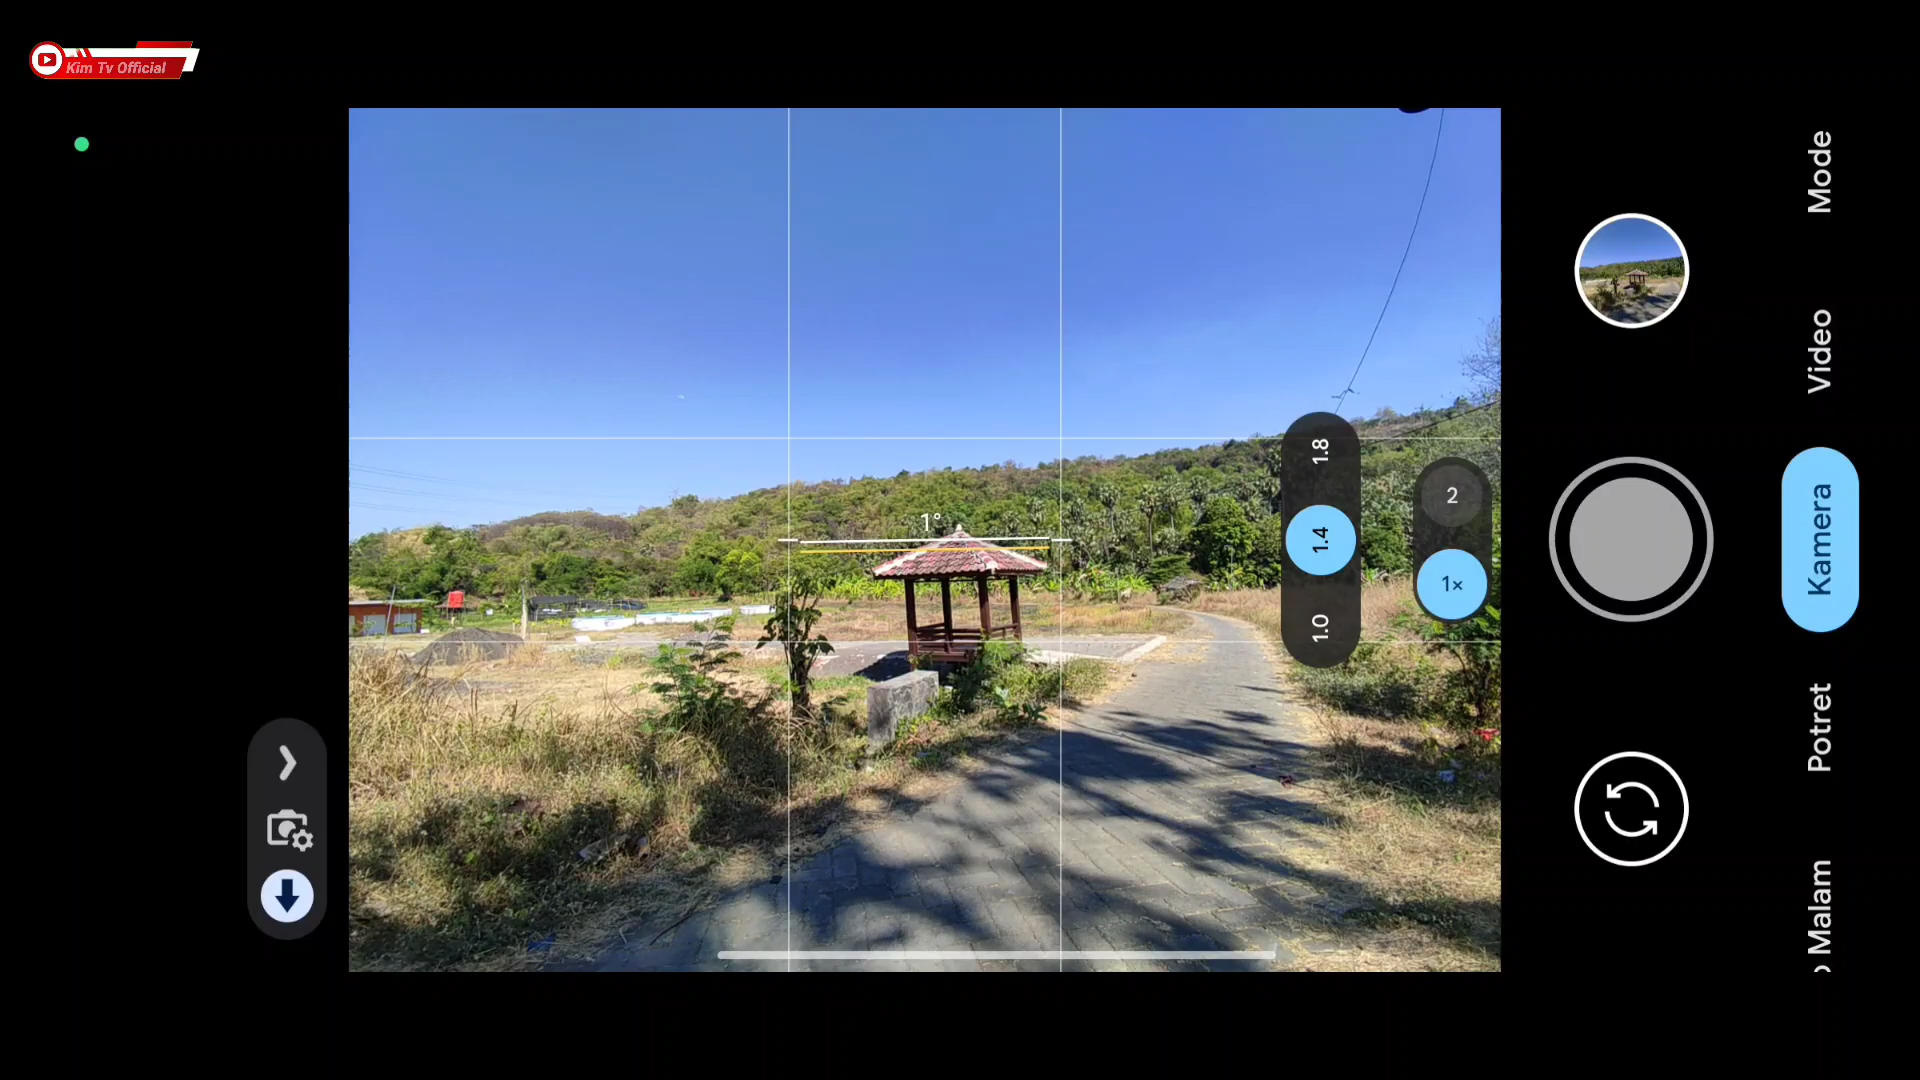 Kim Tv Official
1°
1.8
1.4
1.0
2
1×
Mode
Video
Kamera
Potret
Malam